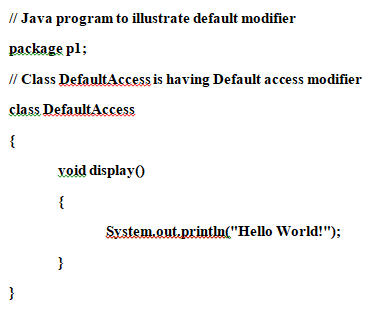 // Java program to illustrate default modifier
package p1;
// Class DefaultAccess is having Default access modifier
class DefaultAccess
{
void display()
{
System.out.println("Hello World!");
}
}